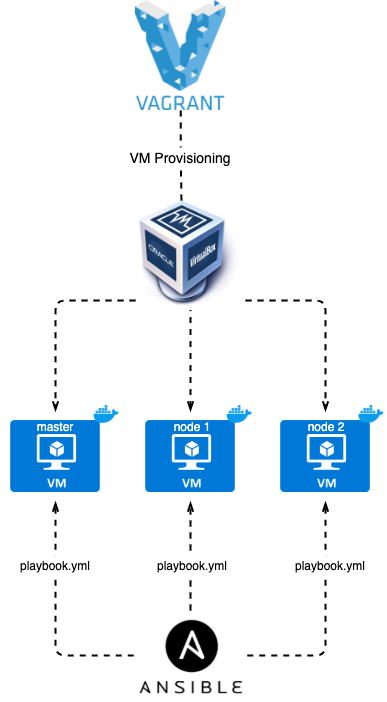 VAGRANT
VM Provisioning
ORACLE
VirtualBox
master
node 1
node 2
VM
VM
VM
playbook.yml
playbook.yml
playbook.yml
ANSIBLE